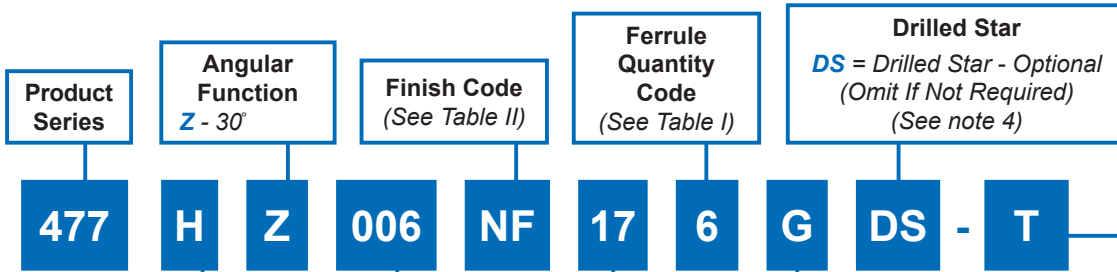 Product
Series
Angular
Function
Z - 30°
Finish Code
(See Table II)
Ferrule
Quantity
Code
(See Table I)
Drilled Star
DS = Drilled Star - Optional
(Omit If Not Required)
(See note 4)
477 H Z 006 NF 17 6 G DS - T